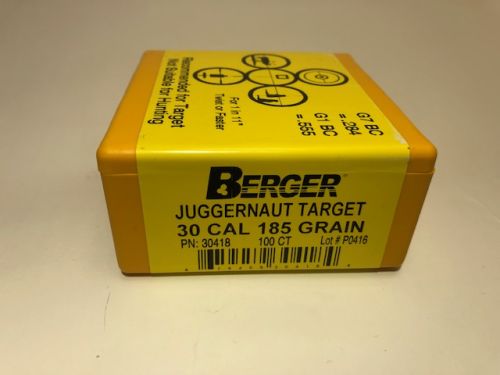 Recommended for Target
Not Suitable for Hunting
For 1 in 11"
Twist or Faster
G7 BC
=.284
G1 BC
=.555
BERGER
JUGGERNAUT TARGET
30 CAL 185 GRAIN
PN: 30418 100 CT Lot # P0416